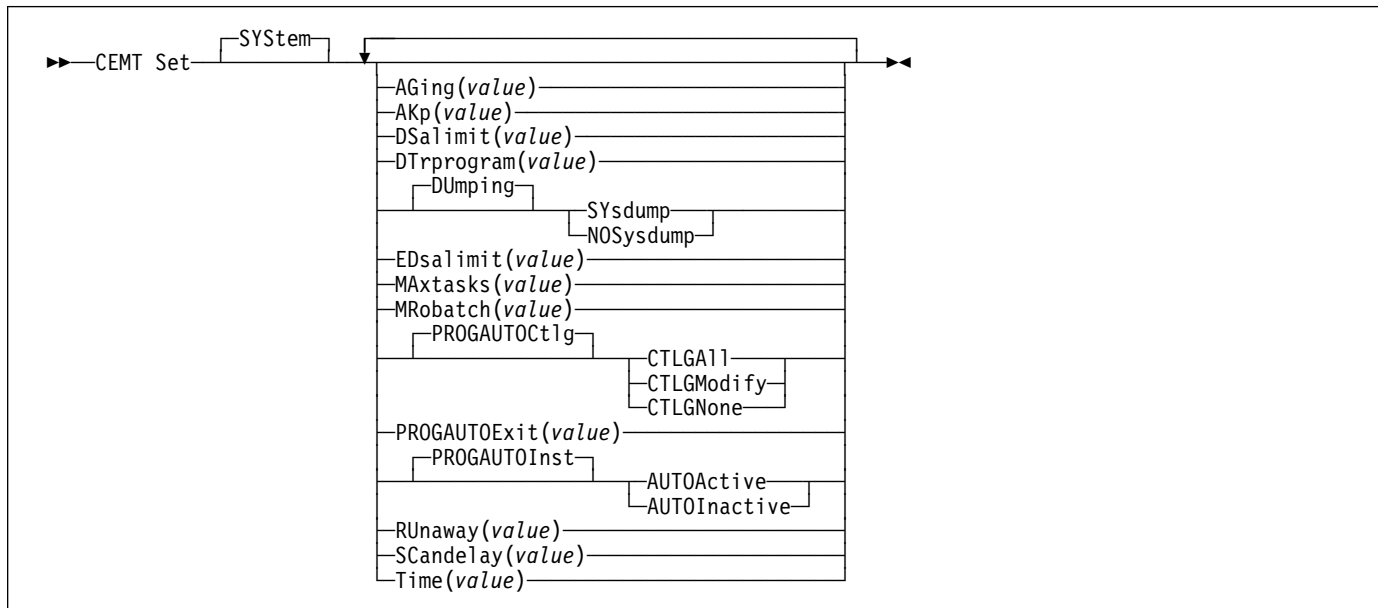 SYStem
CEMT Set
AGing(value)
AKp(value)
DSalimit(value)
DTrprogram(value)
DUmping
SYsdump
NOSysdump
EDsalimit(value)
MAxtasks(value)
MRobatch(value)
PROGAUTOCtlg
CTLGAll
CTLGModify
CTLGNone
PROGAUTOExit(value)
PROGAUTOInst
AUTOActive
AUTOInactive
RUnaway(value)
SCandelay(value)
Time(value)